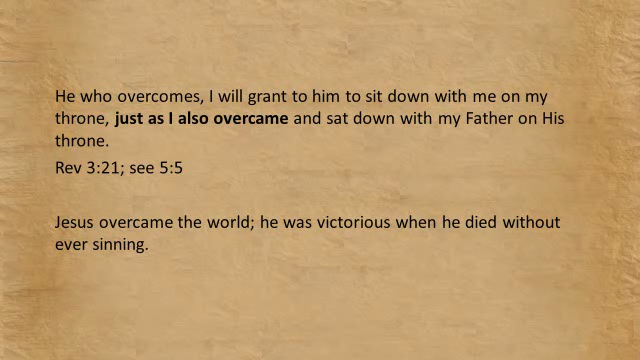 He who overcomes, I will grant to him to sit down with me on my
throne, just as I also overcame and sat down with my Father on His
throne.
Rev 3:21; see 5:5
Jesus overcame the world; he was victorious when he died without
ever sinning.